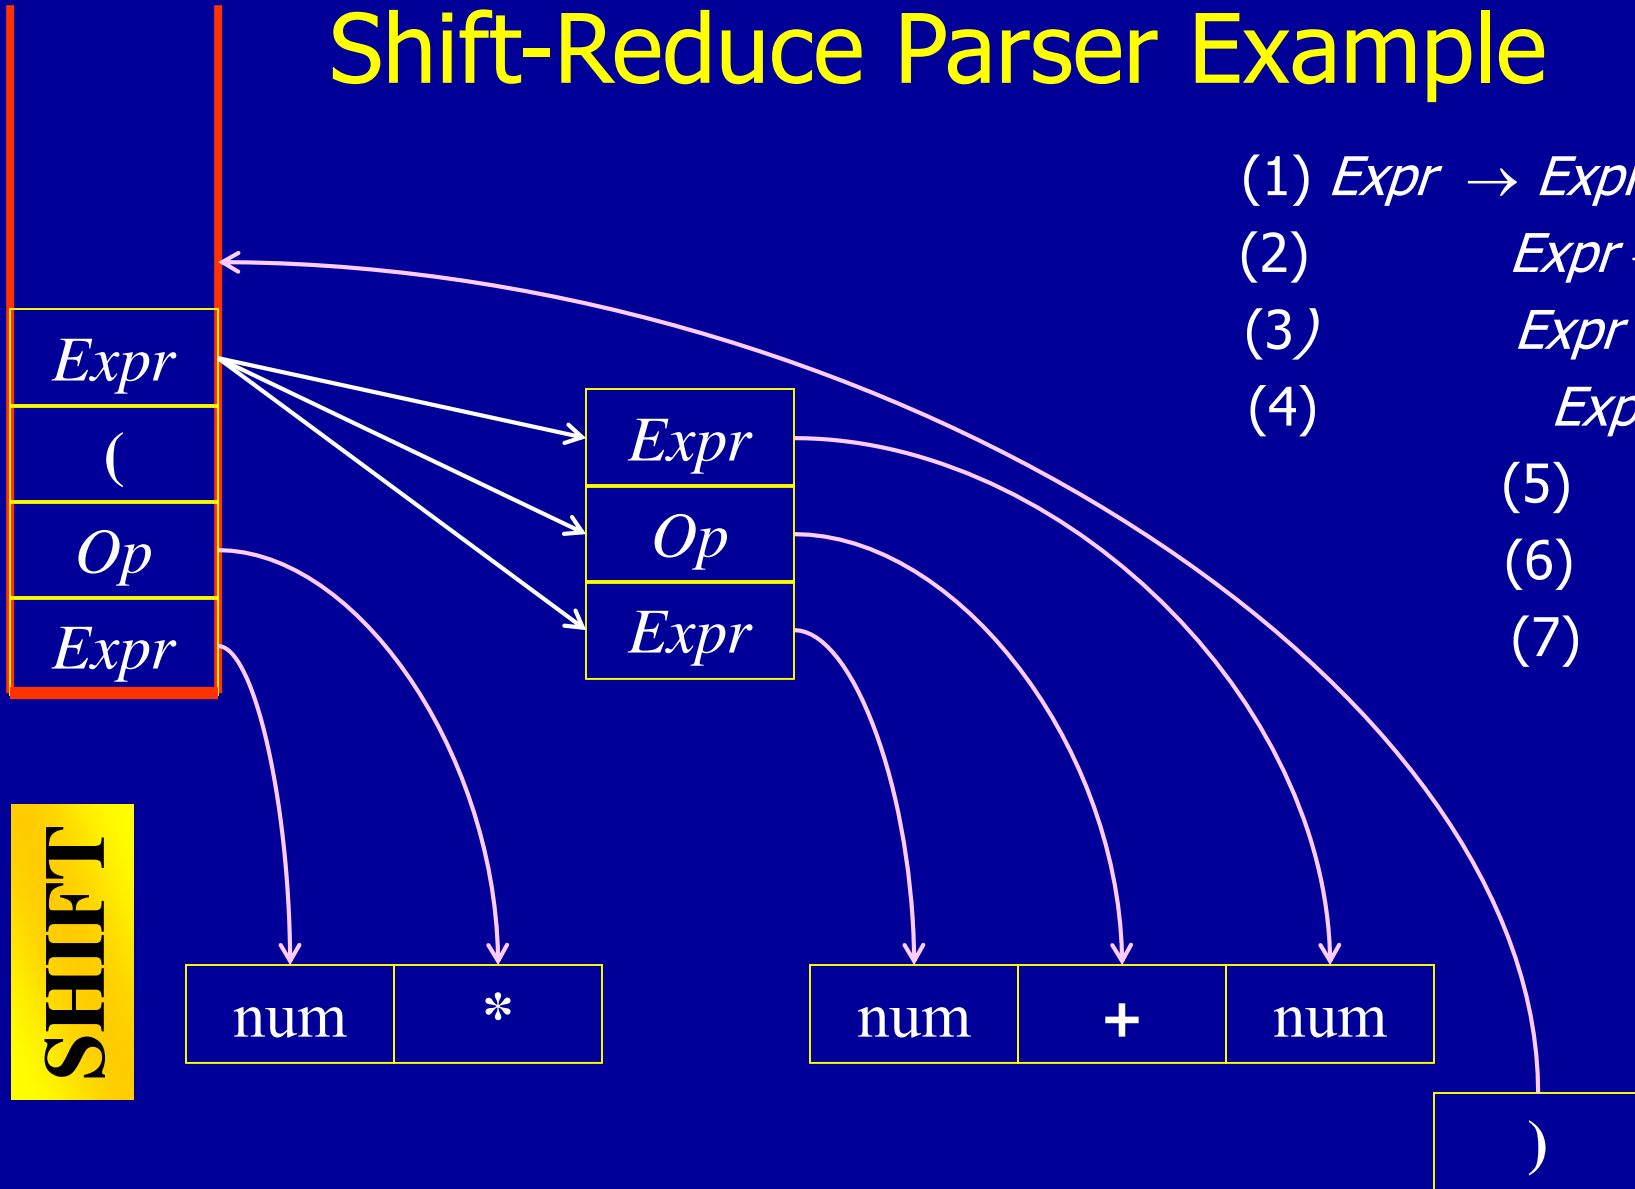 Shift-Reduce Parser Example
(1) Expr → Expr
(2) Expr
(3) Expr
(4) Exp
(5)
(6)
(7)
Expr
(
Op
Expr
Expr
Op
Expr
SHIFT
num *
num + num
)